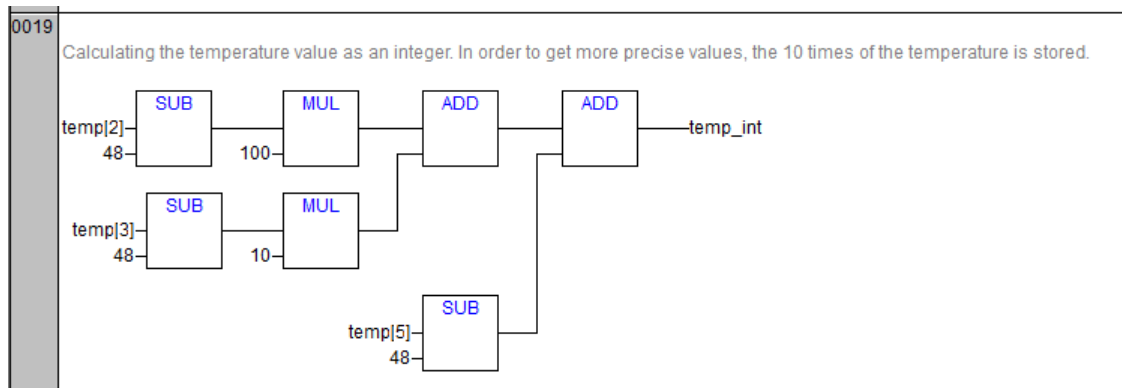 0019
Calculating the temperature value as an integer. In order to get more precise values, the 10 times of the temperature is stored.
SUB MUL ADD ADD
temp[2] temp_int
48 100
SUB MUL
temp[3]
48 10
SUB
temp[5]
48